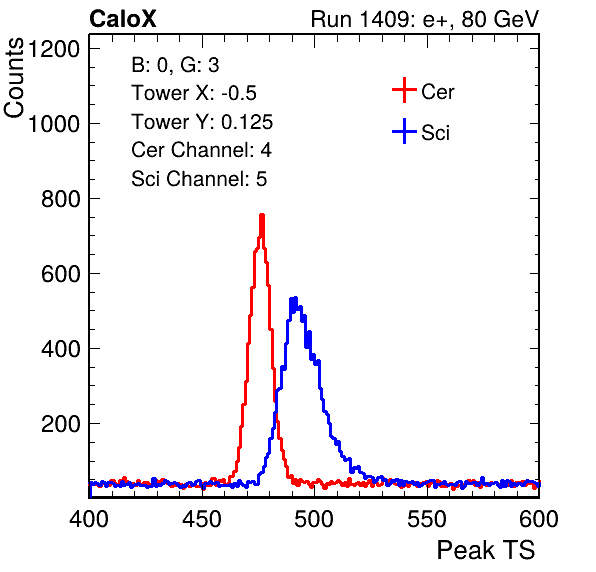 CaloX Run 1409: e+, 80 GeV
Counts
1200
1000
800
600
400
200
B: 0, G: 3
Tower X: -0.5
Tower Y: 0.125
Cer Channel: 4
Sci Channel: 5
Cer
Sci
400 450 500 550 600
Peak TS